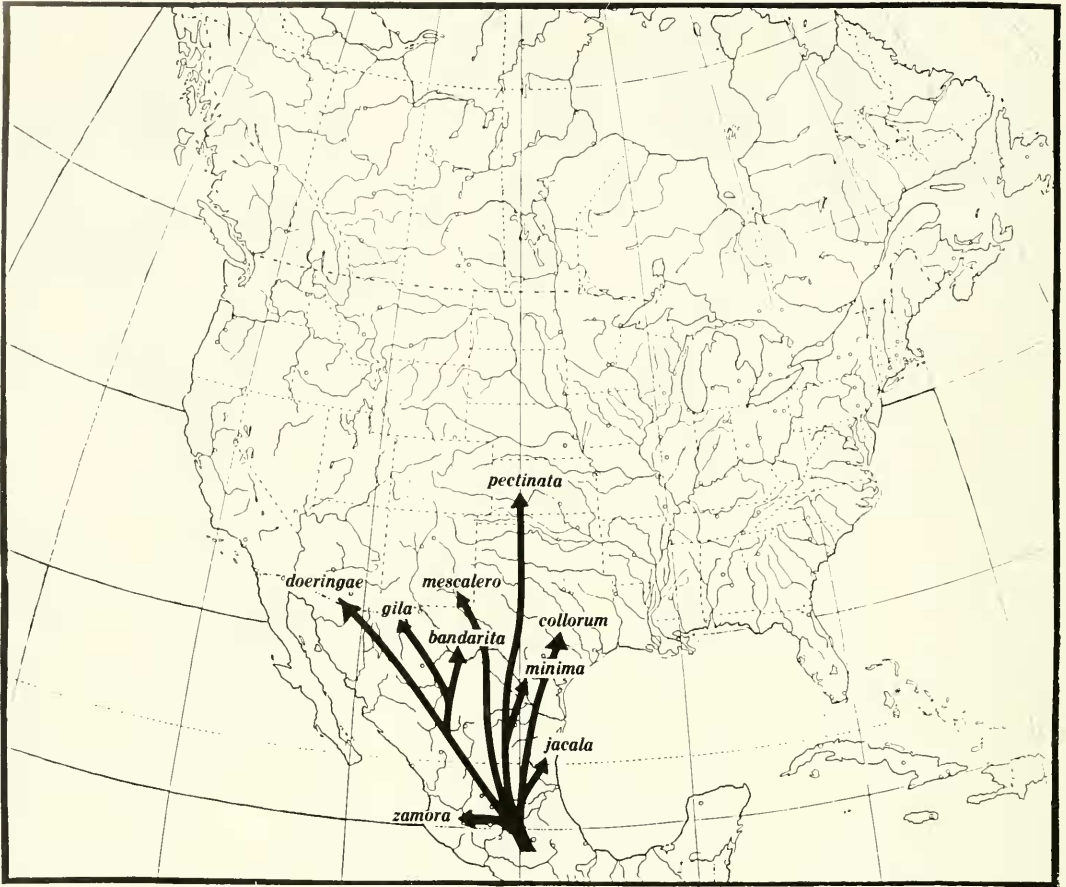 pectinata
doeringae
mescalero
gila
bandarita
collorum
minima
jacala
zamora